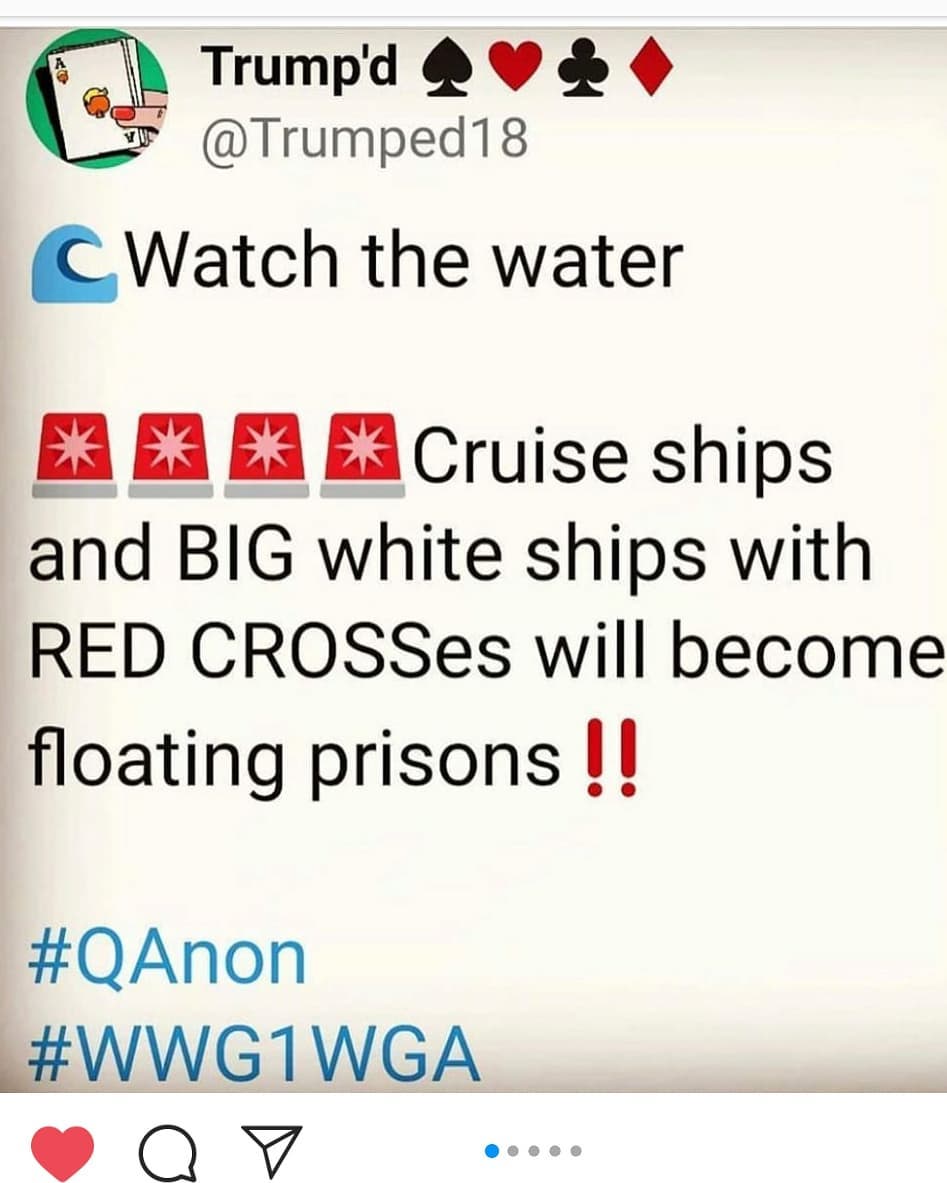 Trump'd ♠️♥️♣️♦️
@Trumped18
🌊Watch the water
🚨🚨🚨🚨Cruise ships
and BIG white ships with
RED CROSSes will become
floating prisons‼️
#QAnon
#WWG1WGA